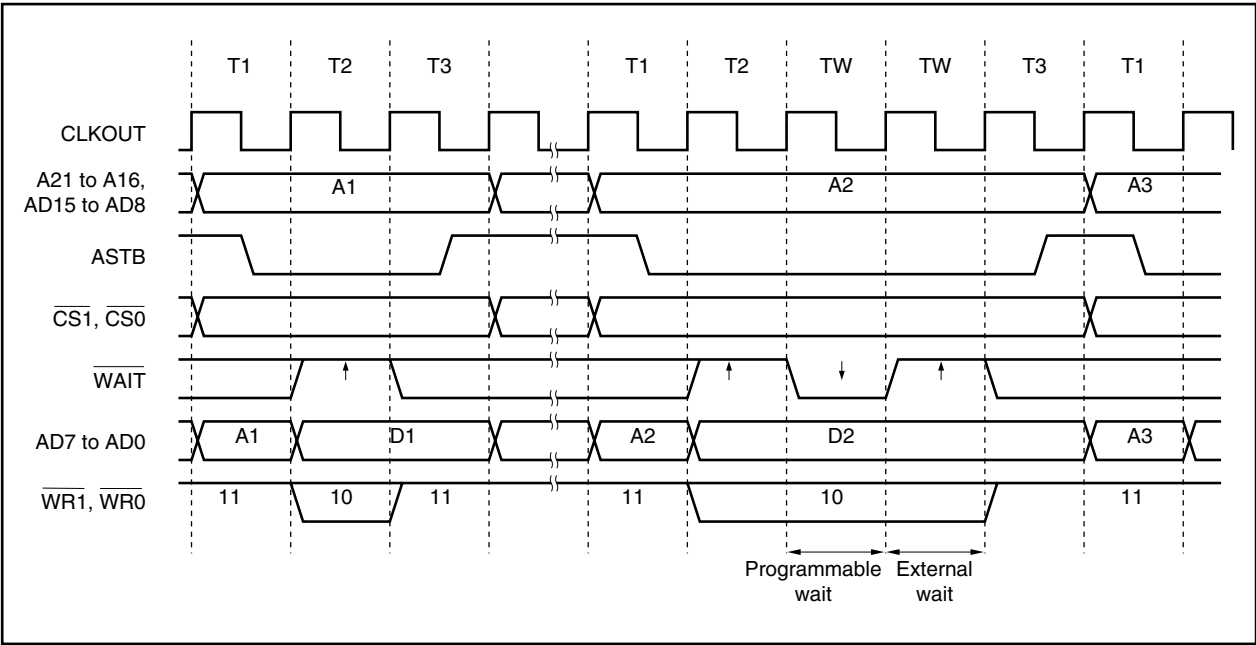 T1 T2 T3 T1 T2 TW TW T3 T1
CLKOUT
A21 to A16,
AD15 to AD8
A1 A2 A3
ASTB
CS1, CS0
WAIT
AD7 to AD0
A1 D1 A2 D2 A3
WR1, WR0
11 10 11 11 10 11
Programmable
wait
External
wait